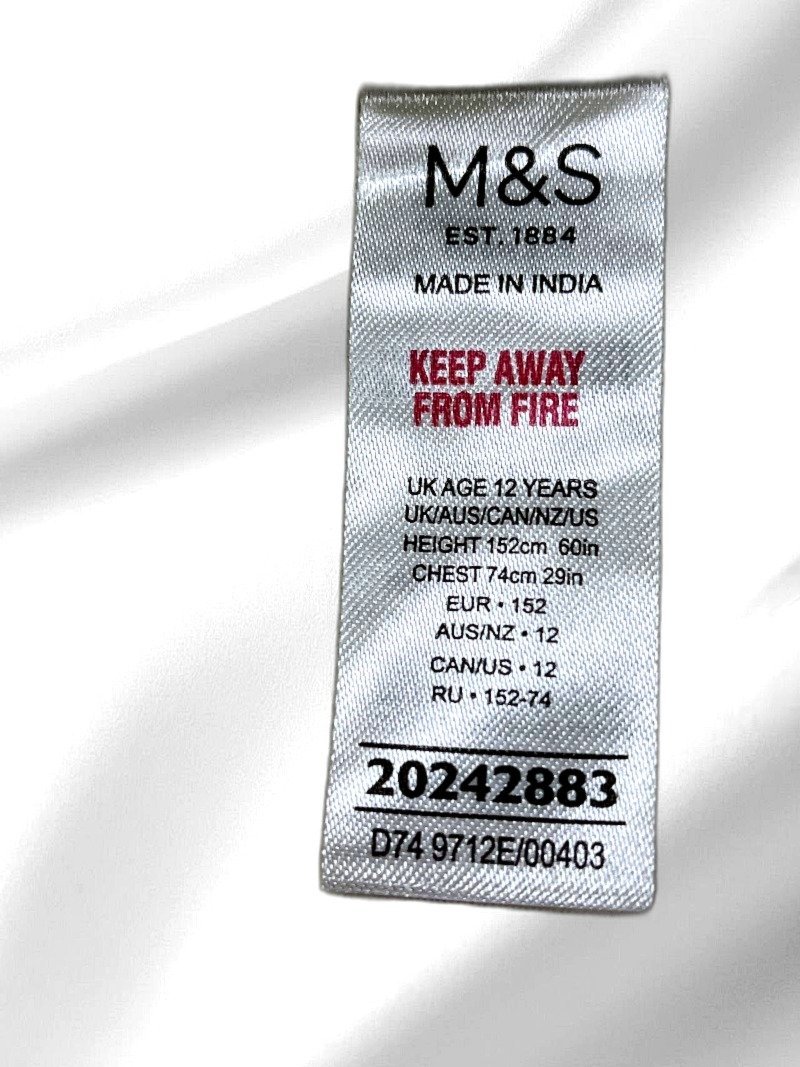 M&S
EST. 1884
MADE IN INDIA
KEEP AWAY
FROM FIRE
UK AGE 12 YEARS
UK/AUS/CAN/NZ/US
HEIGHT 152cm 60in
CHEST 74cm 29in
EUR • 152
AUS/NZ • 12
CAN/US • 12
RU • 152-74
20242883
D74 9712E/00403